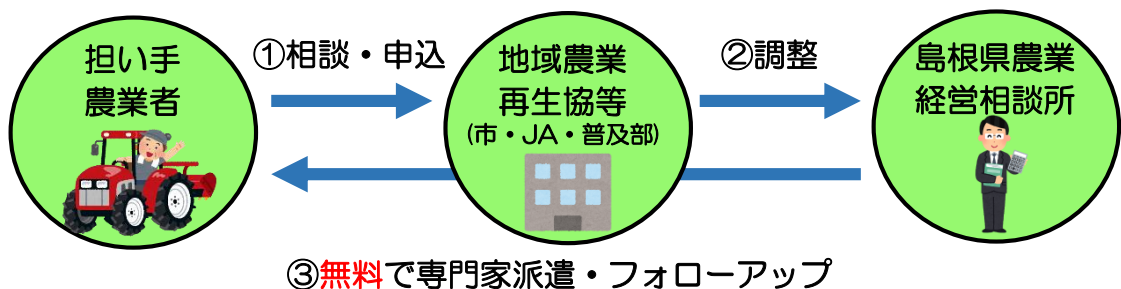 担い手
農業者
①相談・申込
地域農業
再生協等
(市・JA・普及部)
②調整
島根県農業
経営相談所
③無料で専門家派遣・フォローアップ